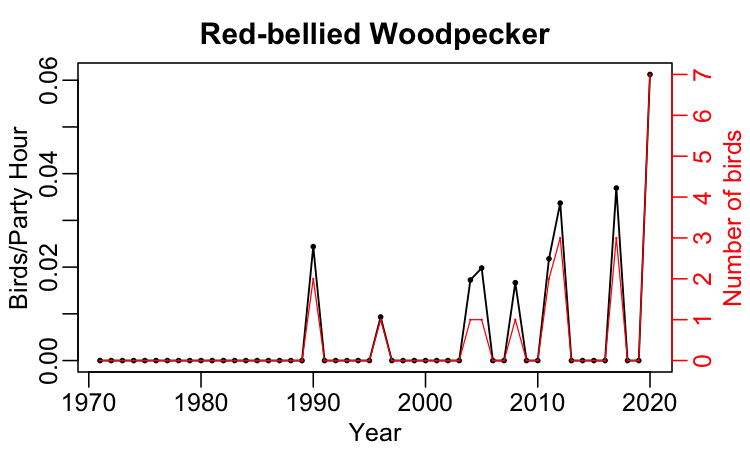 Red-bellied Woodpecker
Birds/Party Hour
0.00
0.02
0.04
0.06
Number of birds
0
1
2
3
4
5
6
7
1970 1980 1990 2000 2010 2020
Year